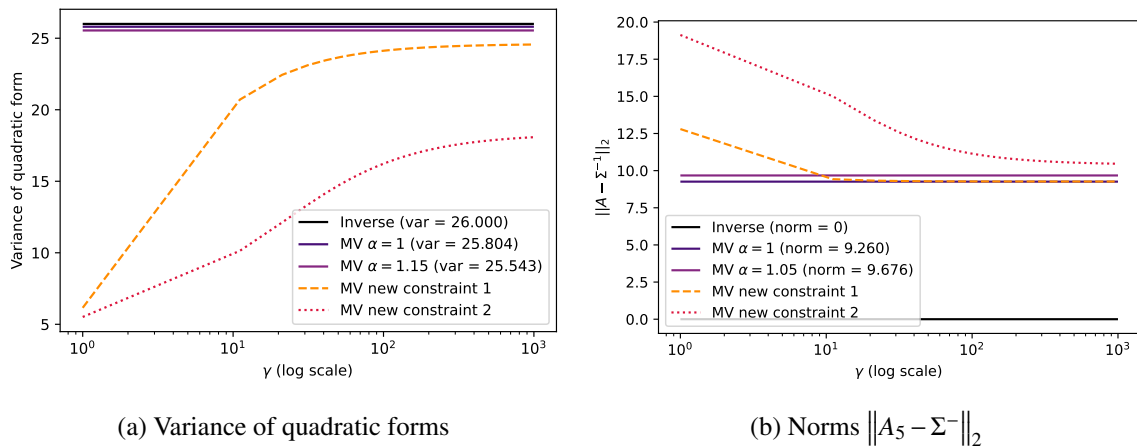 Variance of quadratic form
25
20
15
10
5
Inverse (var = 26.000)
MV α = 1 (var = 25.804)
MV α = 1.15 (var = 25.543)
MV new constraint 1
MV new constraint 2
10⁰ 10¹ 10² 10³
γ (log scale)
(a) Variance of quadratic forms
||A − Σ⁻¹||₂
20.0
17.5
15.0
12.5
10.0
7.5
5.0
2.5
0.0
Inverse (norm = 0)
MV α = 1 (norm = 9.260)
MV α = 1.05 (norm = 9.676)
MV new constraint 1
MV new constraint 2
10⁰ 10¹ 10² 10³
γ (log scale)
(b) Norms ‖A₅ − Σ⁻‖₂